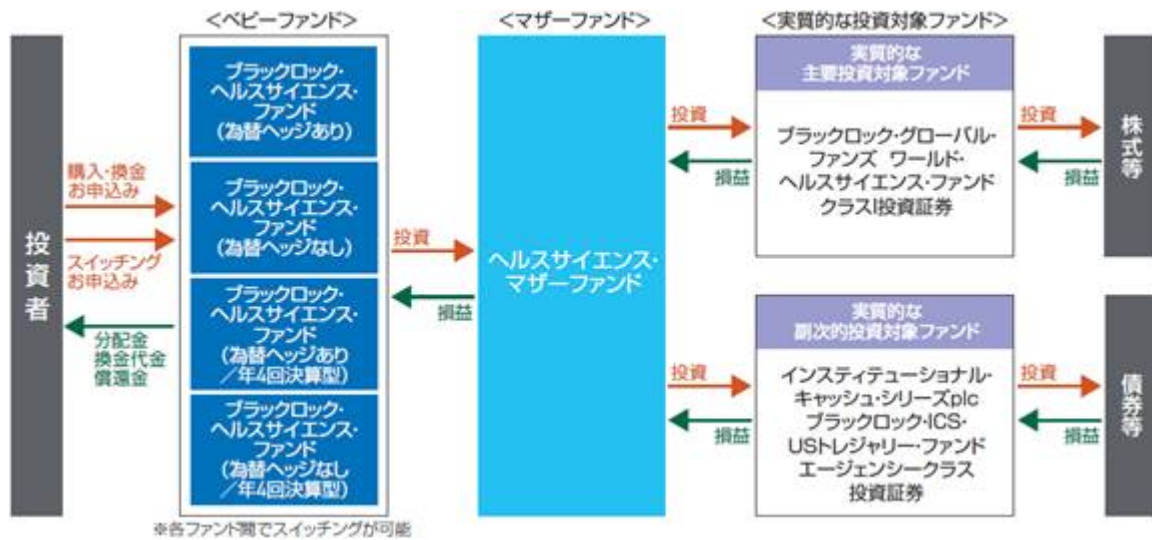 <ベビーファンド>
<マザーファンド>
<実質的な投資対象ファンド>
投資者
購入・換金
お申込み
スイッチング
お申込み
分配金
換金代金
償還金
ブラックロック・
ヘルスサイエンス・
ファンド
(為替ヘッジあり)
ブラックロック・
ヘルスサイエンス・
ファンド
(為替ヘッジなし)
ブラックロック・
ヘルスサイエンス・
ファンド
(為替ヘッジあり
/年4回決算型)
ブラックロック・
ヘルスサイエンス・
ファンド
(為替ヘッジなし
/年4回決算型)
※各ファンド間でスイッチングが可能
投資
損益
ヘルスサイエンス・
マザーファンド
投資
損益
実質的な
主要投資対象ファンド
ブラックロック・グローバル・
ファンズ ワールド・
ヘルスサイエンス・ファンド
クラスI投資証券
投資
損益
株式等
投資
損益
実質的な
副次的投資対象ファンド
インスティテューショナル・
キャッシュ・シリーズplc
ブラックロック・ICS・
USトレジャリー・ファンド
エージェンシークラス
投資証券
投資
損益
債券等